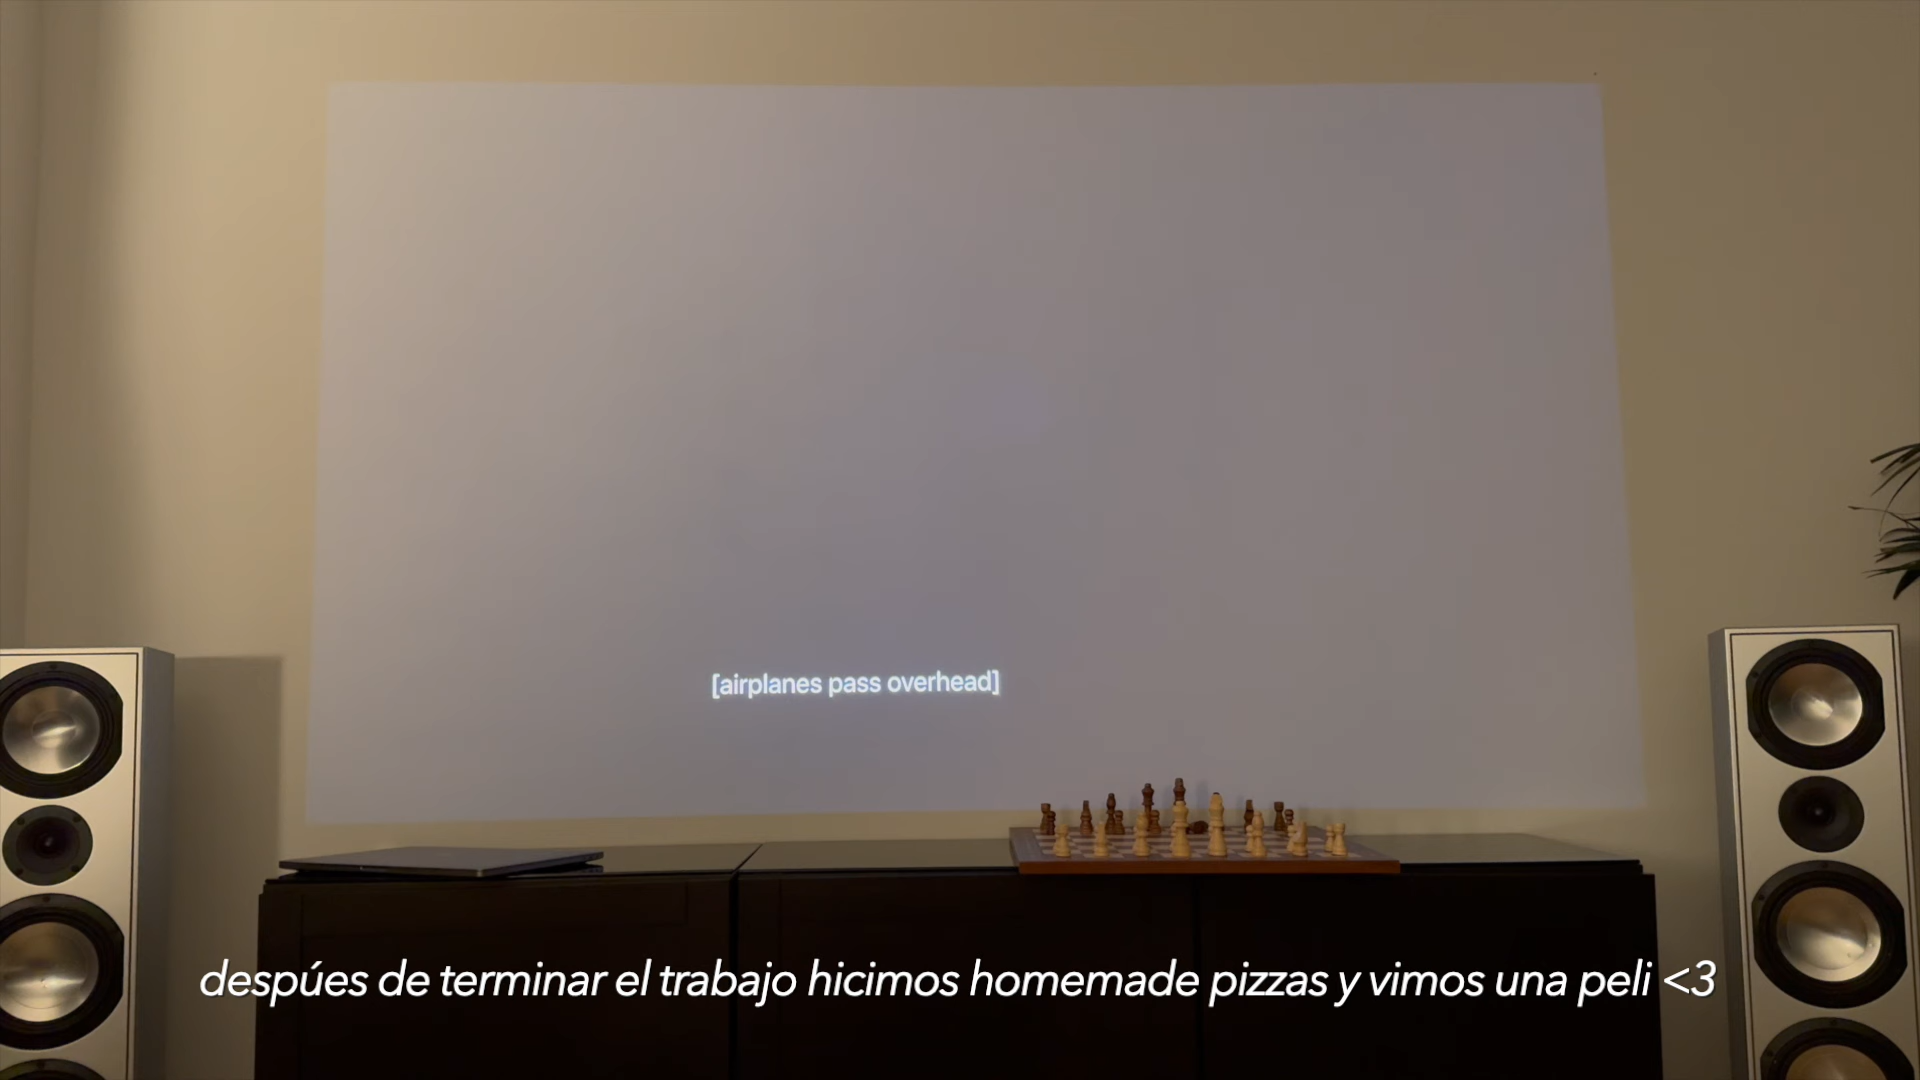 [airplanes pass overhead]
despúes de terminar el trabajo hicimos homemade pizzas y vimos una peli <3